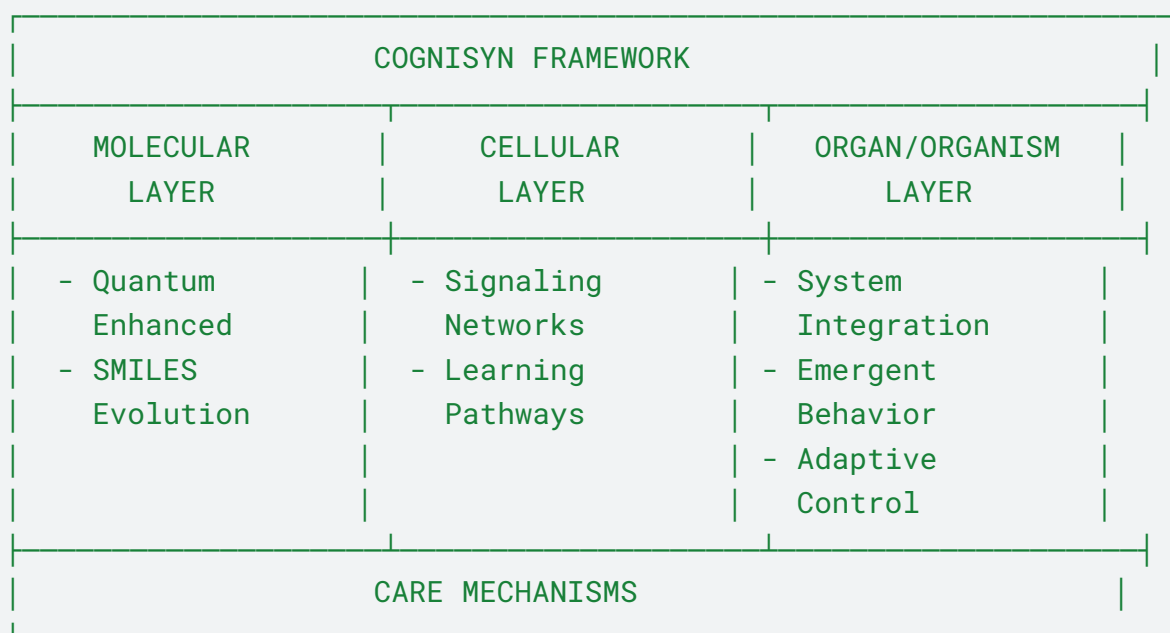 COGNISYN FRAMEWORK
MOLECULAR CELLULAR ORGAN/ORGANISM
LAYER LAYER LAYER
- Quantum - Signaling - System
Enhanced Networks Integration
- SMILES - Learning - Emergent
Evolution Pathways Behavior
- Adaptive
Control
CARE MECHANISMS